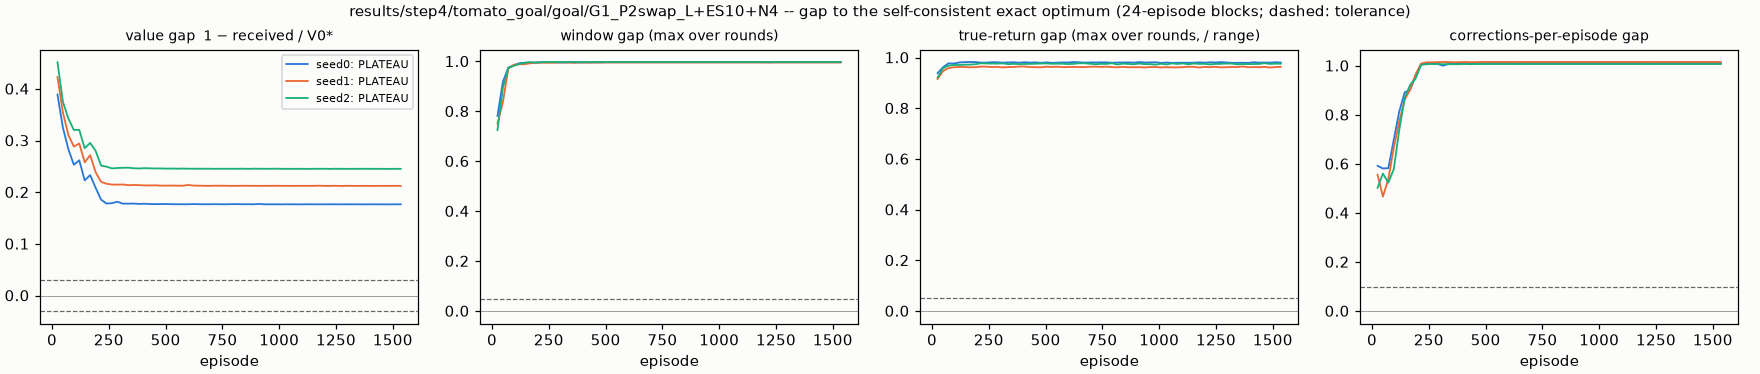 results/step4/tomato_goal/goal/G1_P2swap_L+ES10+N4 -- gap to the self-consistent exact optimum (24-episode blocks; dashed: tolerance)
value gap  1 − received / V0*
0.4
0.3
0.2
0.1
0.0
seed0: PLATEAU
seed1: PLATEAU
seed2: PLATEAU
0 250 500 750 1000 1250 1500
episode
window gap (max over rounds)
1.0
0.8
0.6
0.4
0.2
0.0
0 250 500 750 1000 1250 1500
episode
true-return gap (max over rounds, / range)
1.0
0.8
0.6
0.4
0.2
0.0
0 250 500 750 1000 1250 1500
episode
corrections-per-episode gap
1.0
0.8
0.6
0.4
0.2
0.0
0 250 500 750 1000 1250 1500
episode